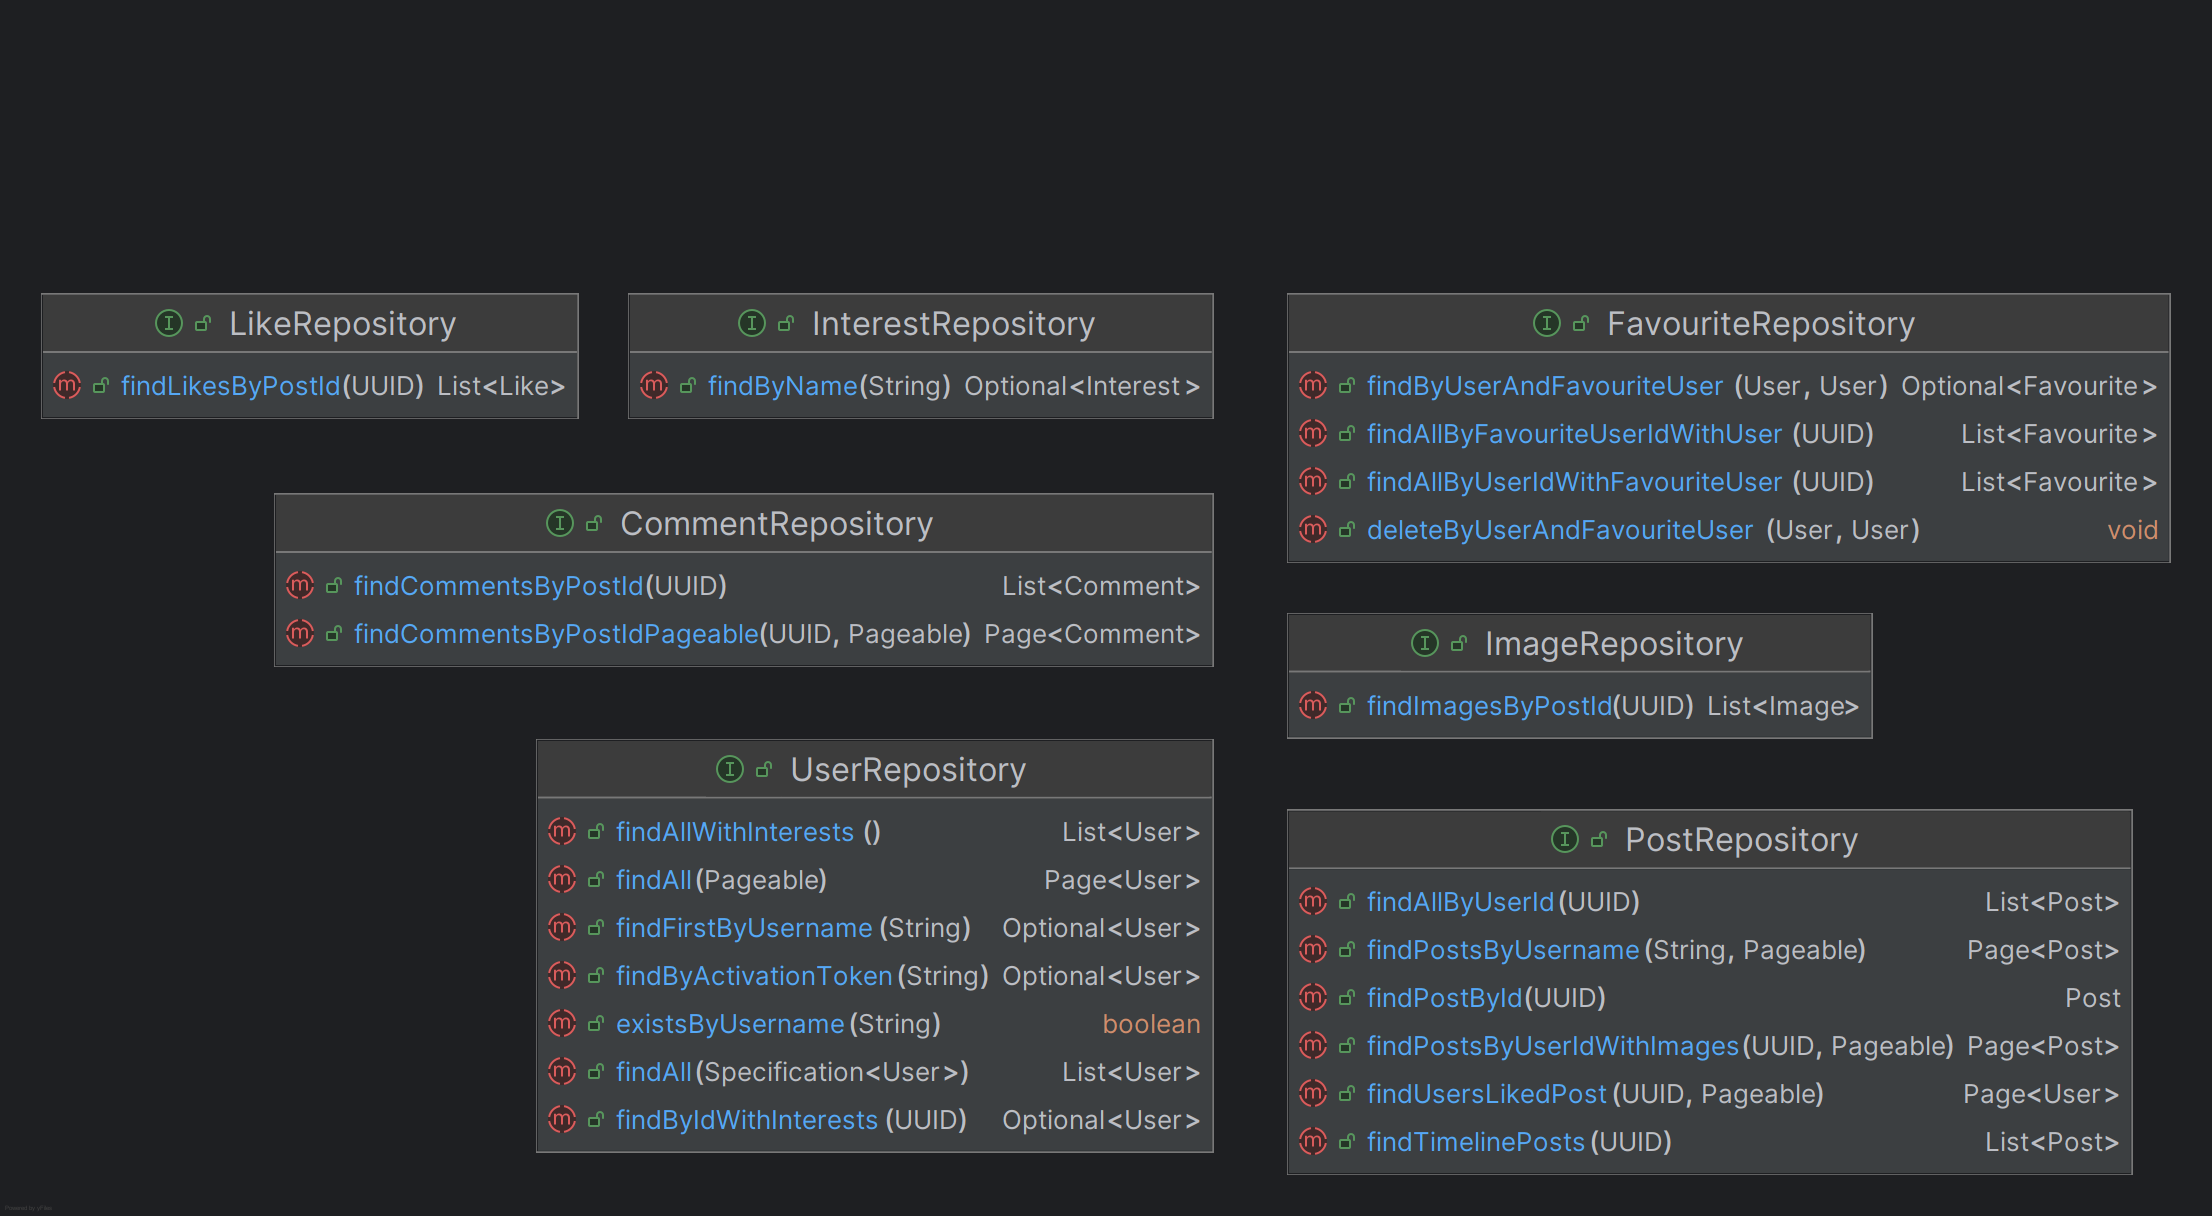 LikeRepository
findLikesByPostId(UUID) List<Like>
InterestRepository
findByName(String) Optional<Interest>
FavouriteRepository
findByUserAndFavouriteUser (User, User) Optional<Favourite>
findAllByFavouriteUserIdWithUser (UUID) List<Favourite>
findAllByUserIdWithFavouriteUser (UUID) List<Favourite>
deleteByUserAndFavouriteUser (User, User) void
CommentRepository
findCommentsByPostId(UUID) List<Comment>
findCommentsByPostIdPageable(UUID, Pageable) Page<Comment>
ImageRepository
findImagesByPostId(UUID) List<Image>
UserRepository
findAllWithInterests () List<User>
findAll(Pageable) Page<User>
findFirstByUsername (String) Optional<User>
findByActivationToken(String) Optional<User>
existsByUsername(String) boolean
findAll(Specification<User>) List<User>
findByIdWithInterests (UUID) Optional<User>
PostRepository
findAllByUserId(UUID) List<Post>
findPostsByUsername(String, Pageable) Page<Post>
findPostById(UUID) Post
findPostsByUserIdWithImages(UUID, Pageable) Page<Post>
findUsersLikedPost(UUID, Pageable) Page<User>
findTimelinePosts(UUID) List<Post>
Powered by yFiles